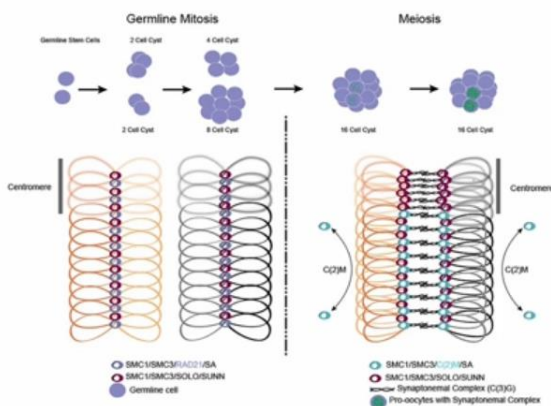 Germline Mitosis
Meiosis
Germline Stem Cells
2 Cell Cyst
4 Cell Cyst
2 Cell Cyst
8 Cell Cyst
16 Cell Cyst
16 Cell Cyst
Centromere
Centromere
C(2)M
C(2)M
SMC1/SMC3/RAD21/SA
SMC1/SMC3/SOLO/SUNN
Germline cell
SMC1/SMC3/C(2)M/SA
SMC1/SMC3/SOLO/SUNN
Synaptonemal Complex (C(3)G)
Pro-oocytes with Synaptonemal Complex